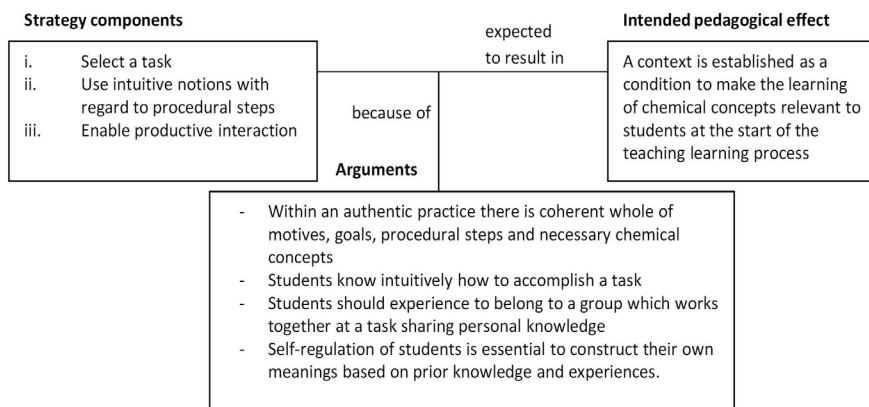 Strategy components
i. Select a task
ii. Use intuitive notions with
regard to procedural steps
iii. Enable productive interaction
expected
to result in
Intended pedagogical effect
A context is established as a
condition to make the learning
of chemical concepts relevant to
students at the start of the
teaching learning process
because of
Arguments
- Within an authentic practice there is coherent whole of
motives, goals, procedural steps and necessary chemical
concepts
- Students know intuitively how to accomplish a task
- Students should experience to belong to a group which works
together at a task sharing personal knowledge
- Self-regulation of students is essential to construct their own
meanings based on prior knowledge and experiences.